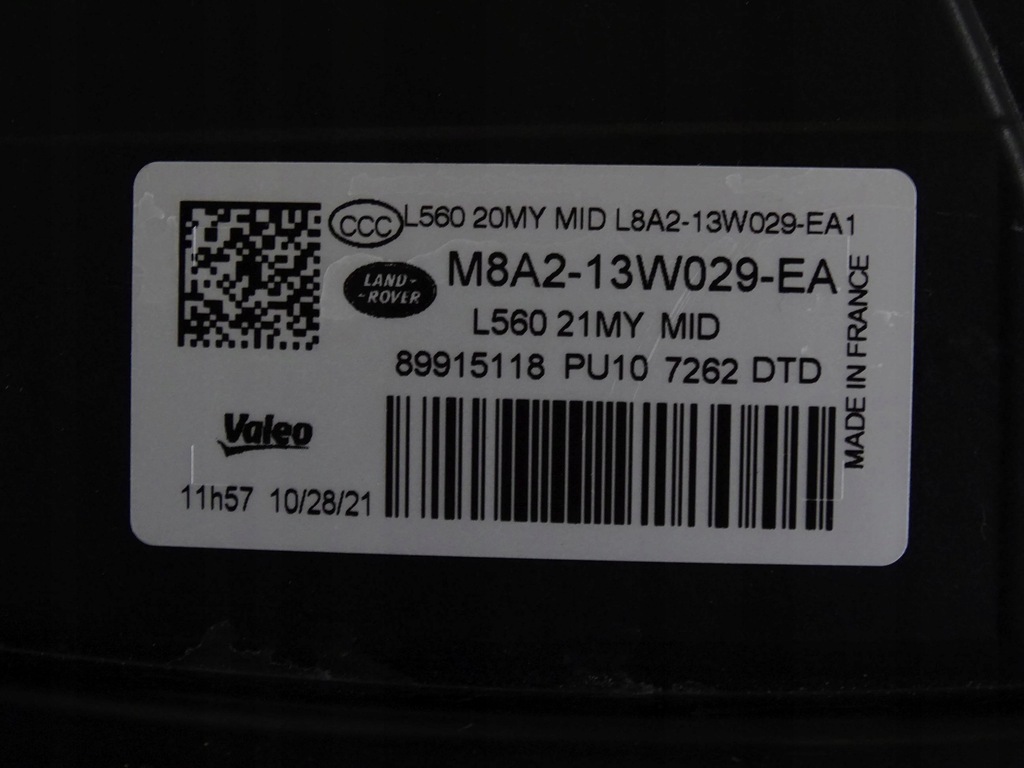 CCC L560 20MY MID L8A2-13W029-EA1
LAND-
-ROVER
M8A2-13W029-EA
L560 21MY MID
89915118 PU10 7262 DTD
MADE IN FRANCE
Valeo
11h57 10/28/21